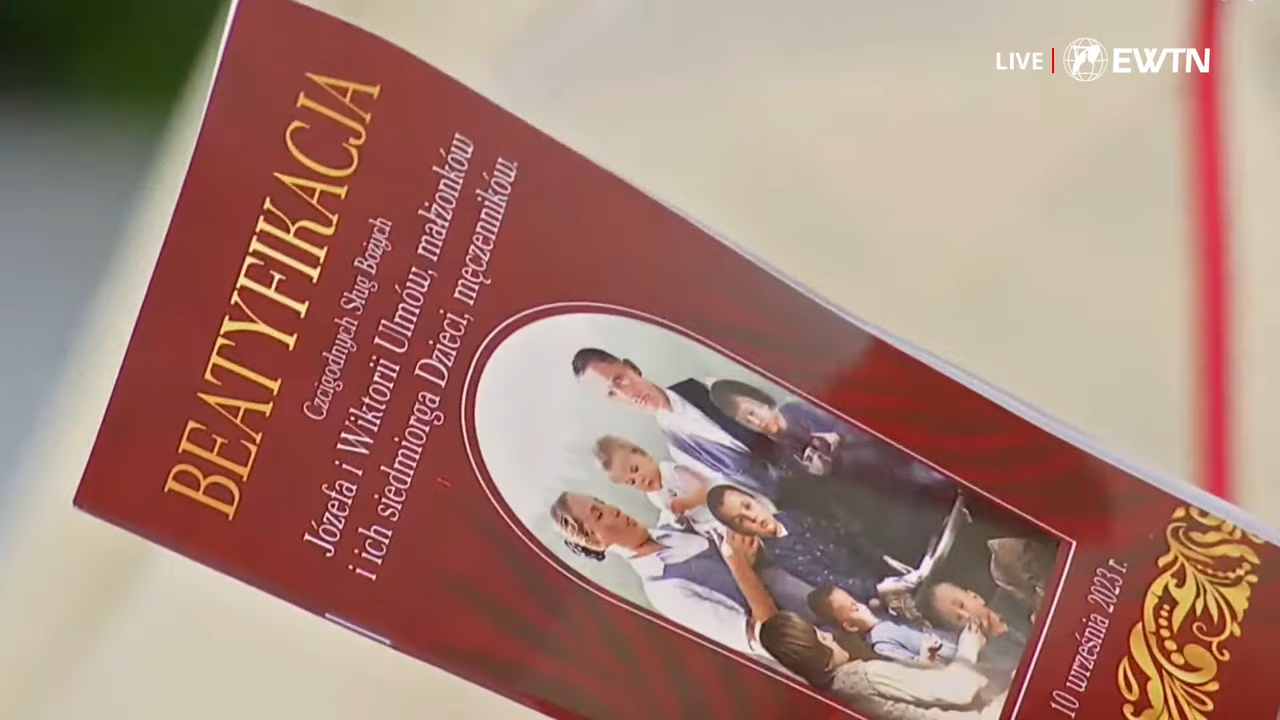 LIVE | EWTN
BEATYFIKACJA
Czcigodnych Sług Bożych
Józefa i Wiktorii Ulmów, małżonków
i ich siedmiorga Dzieci, męczenników.
10 września 2023 r.